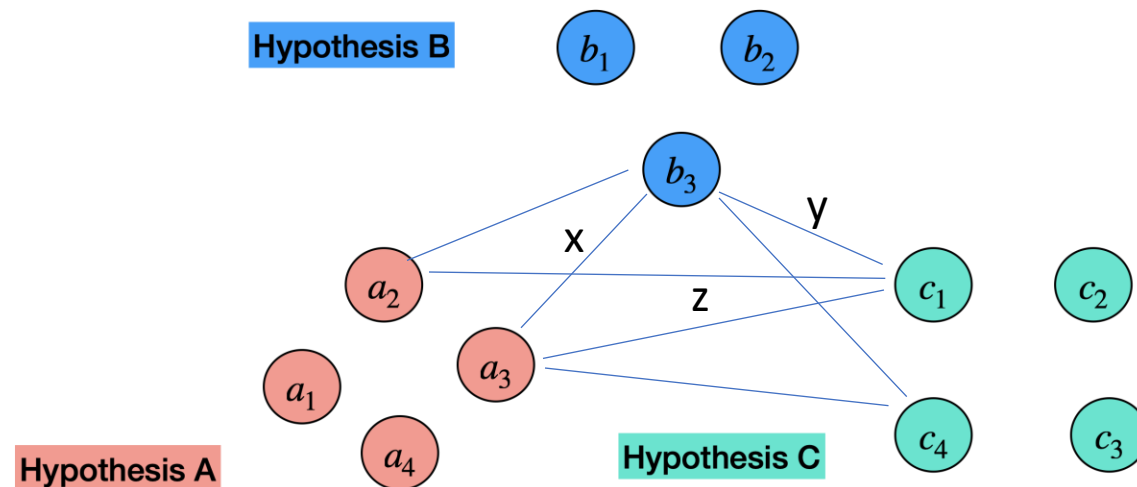 Hypothesis B
b₁
b₂
b₃
y
x
a₂
z
c₁
c₂
a₃
a₁
a₄
c₄
c₃
Hypothesis C
Hypothesis A